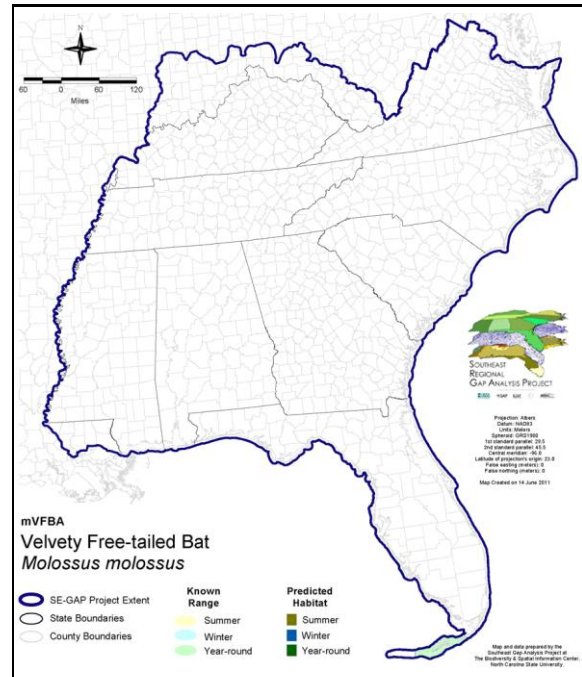 N
60 0 60 120
Miles
SOUTHEAST
REGIONAL
GAP ANALYSIS PROJECT
Projection: Albers
Datum: NAD83
Units: Meters
Spheroid: GRS1980
1st standard parallel: 29.5
2nd standard parallel: 45.5
Central meridian: -96.0
Latitude of projection's origin: 23.0
False easting (meters): 0
False northing (meters): 0
Map Created on 14 June 2011
mVFBA
Velvety Free-tailed Bat
Molossus molossus
SE-GAP Project Extent
State Boundaries
County Boundaries
Known
Range
Summer
Winter
Year-round
Predicted
Habitat
Summer
Winter
Year-round
Map and data prepared by the
Southeast Gap Analysis Project at
The Biodiversity & Spatial Information Center,
North Carolina State University.